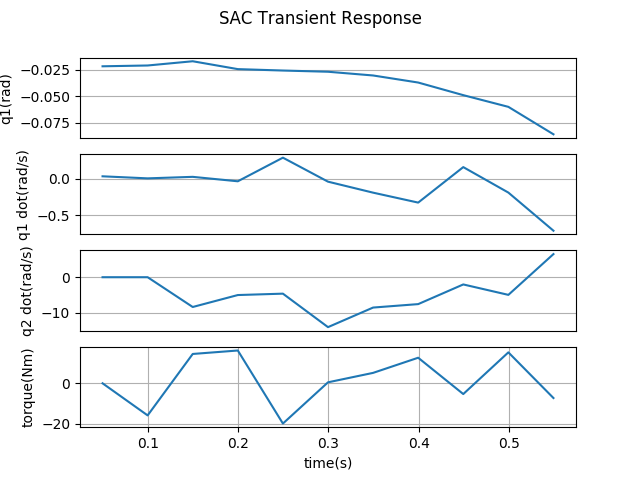 SAC Transient Response
q1(rad)
−0.025
−0.050
−0.075
q1 dot(rad/s)
0.0
−0.5
q2 dot(rad/s)
0
−10
torque(Nm)
0
−20
0.1 0.2 0.3 0.4 0.5
time(s)